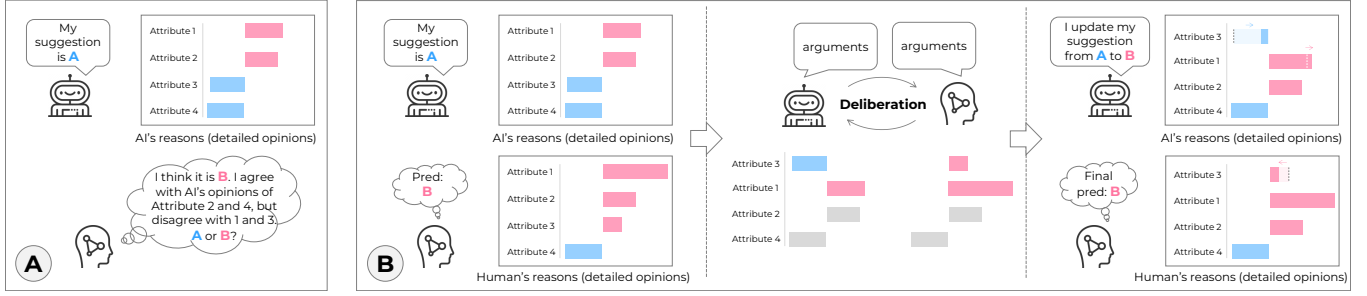 My
suggestion
is A
Attribute 1
Attribute 2
Attribute 3
Attribute 4
AI's reasons (detailed opinions)
I think it is B. I agree
with AI's opinions of
Attribute 2 and 4, but
disagree with 1 and 3.
A or B?
A
My
suggestion
is A
Attribute 1
Attribute 2
Attribute 3
Attribute 4
AI's reasons (detailed opinions)
Pred:
B
Attribute 1
Attribute 2
Attribute 3
Attribute 4
Human's reasons (detailed opinions)
B
arguments
arguments
Deliberation
Attribute 3
Attribute 1
Attribute 2
Attribute 4
I update my
suggestion
from A to B
Attribute 3
Attribute 1
Attribute 2
Attribute 4
AI's reasons (detailed opinions)
Final
pred: B
Attribute 3
Attribute 1
Attribute 2
Attribute 4
Human's reasons (detailed opinions)